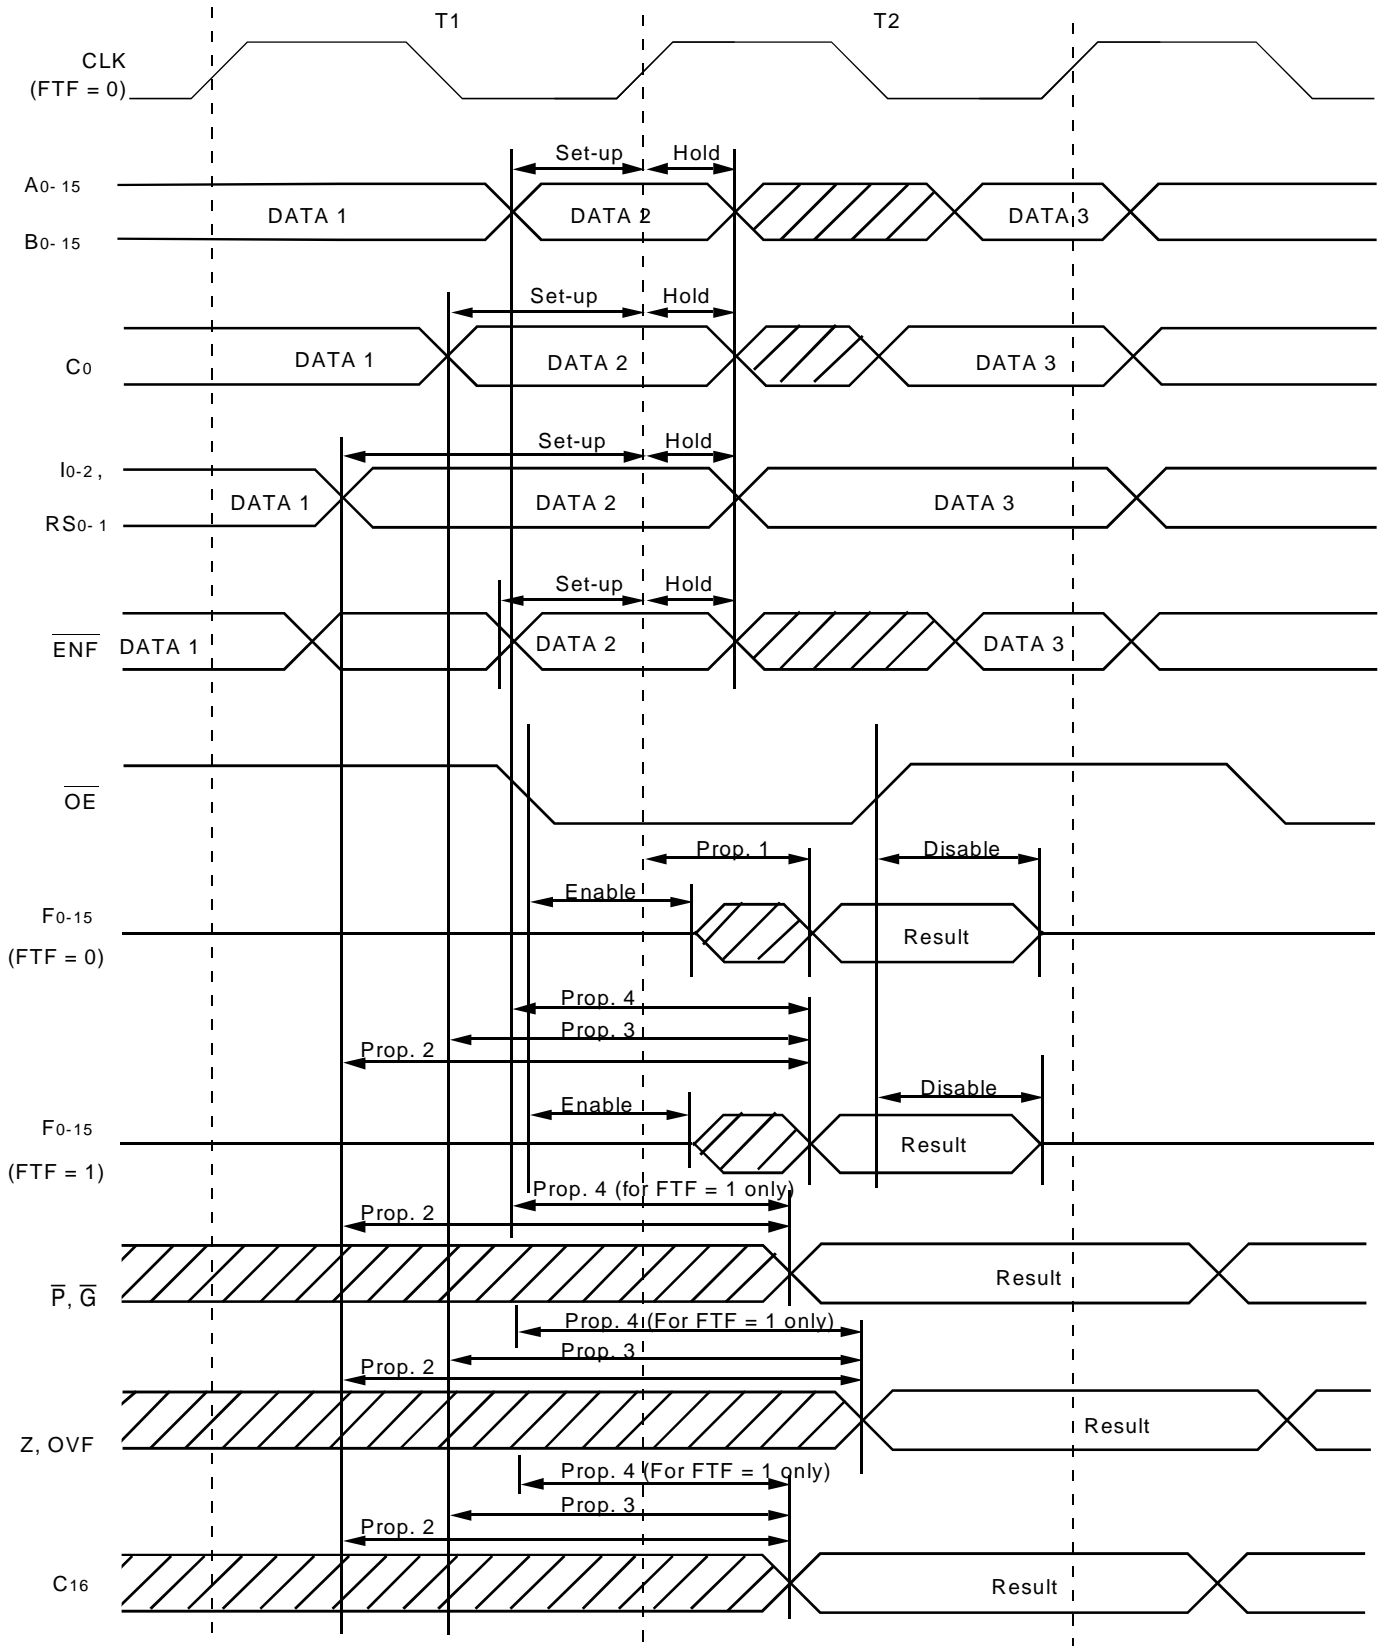 T1
T2
CLK
(FTF = 0)
Set-up
Hold
A0-15
DATA 1
DATA 2
DATA 3
B0-15
Set-up
Hold
C0
DATA 1
DATA 2
DATA 3
Set-up
Hold
I0-2,
DATA 1
DATA 2
DATA 3
RS0-1
Set-up
Hold
ENF
DATA 1
DATA 2
DATA 3
OE
Prop. 1
Disable
Enable
F0-15
Result
(FTF = 0)
Prop. 4
Prop. 3
Prop. 2
Disable
Enable
F0-15
Result
(FTF = 1)
Prop. 4 (for FTF = 1 only)
Prop. 2
P, G
Result
Prop. 4 (For FTF = 1 only)
Prop. 3
Prop. 2
Z, OVF
Result
Prop. 4 (For FTF = 1 only)
Prop. 3
Prop. 2
C16
Result